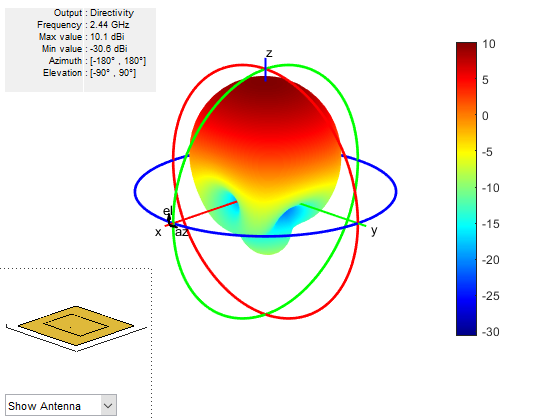 Output : Directivity
Frequency : 2.44 GHz
Max value : 10.1 dBi
Min value : -30.6 dBi
Azimuth : [-180° , 180°]
Elevation : [-90° , 90°]
z
el
az
x
y
10
5
0
-5
-10
-15
-20
-25
-30
Show Antenna